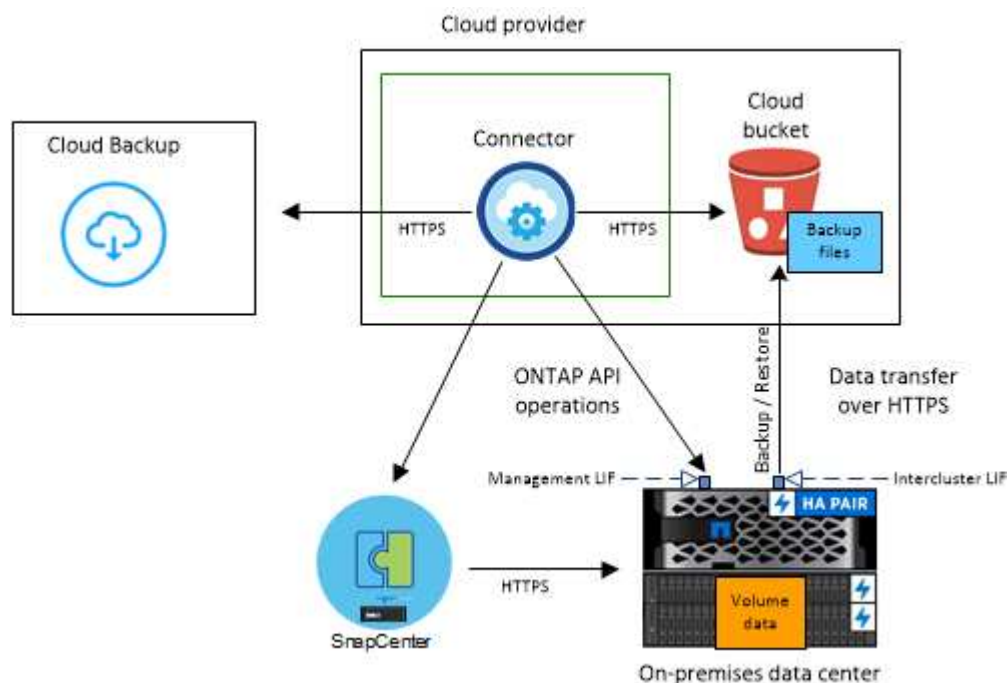 Cloud provider
Cloud Backup
Connector
Cloud
bucket
HTTPS
HTTPS
Backup
files
ONTAP API
operations
Backup / Restore
Data transfer
over HTTPS
Management LIF
Intercluster LIF
HA PAIR
HTTPS
Volume
data
SnapCenter
On-premises data center